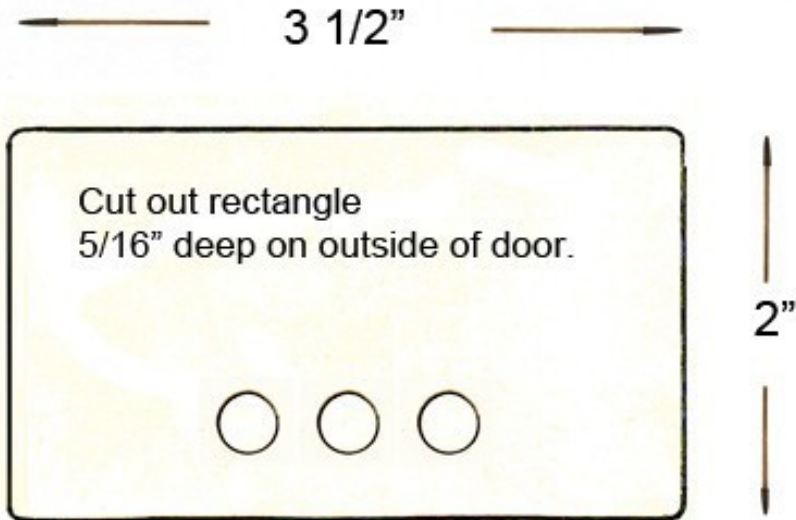 3 1/2”
Cut out rectangle
5/16” deep on outside of door.
2”